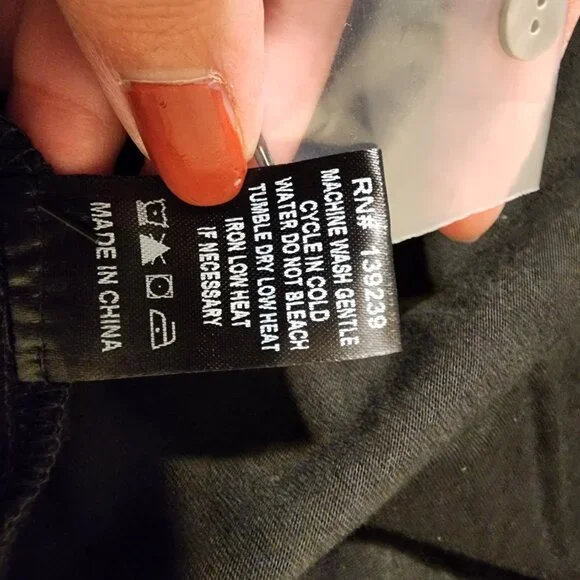 RN# 139239
MACHINE WASH GENTLE
CYCLE IN COLD
WATER DO NOT BLEACH
TUMBLE DRY LOW HEAT
IRON LOW HEAT
IF NECESSARY
MADE IN CHINA